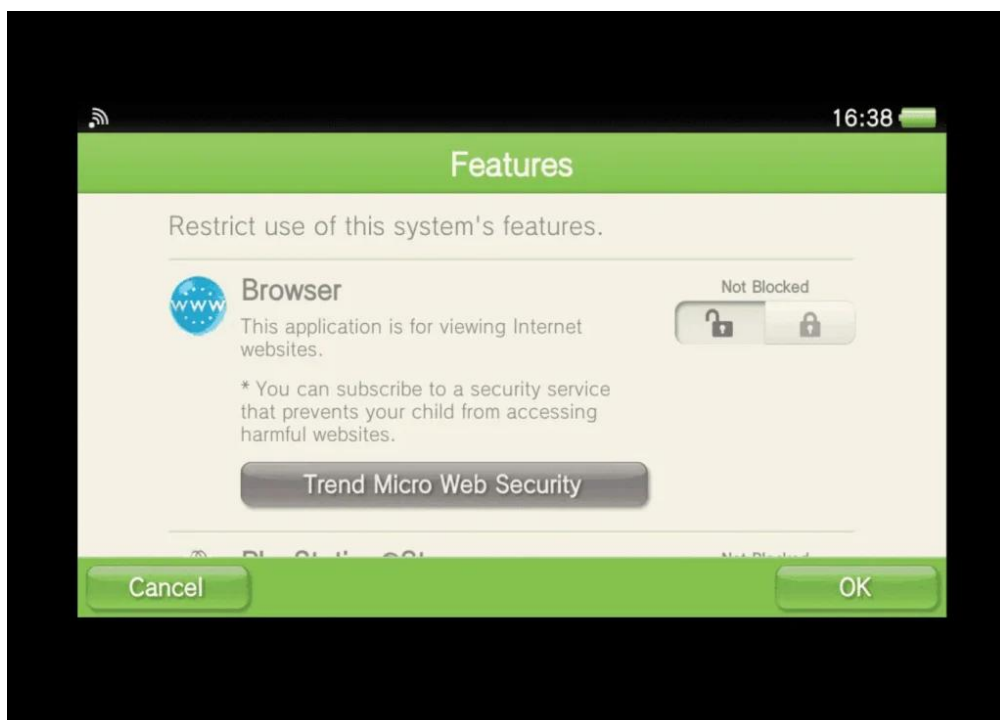 16:38
Features
Restrict use of this system's features.
www
Browser
Not Blocked
This application is for viewing Internet
websites.
* You can subscribe to a security service
that prevents your child from accessing
harmful websites.
Trend Micro Web Security
Cancel
OK